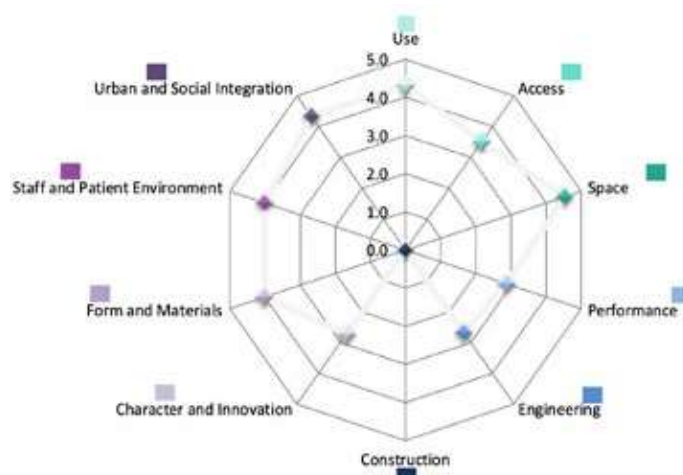 Use
5.0
Urban and Social Integration
4.0
Access
3.0
Staff and Patient Environment
2.0
Space
1.0
0.0
Form and Materials
Performance
Character and Innovation
Engineering
Construction